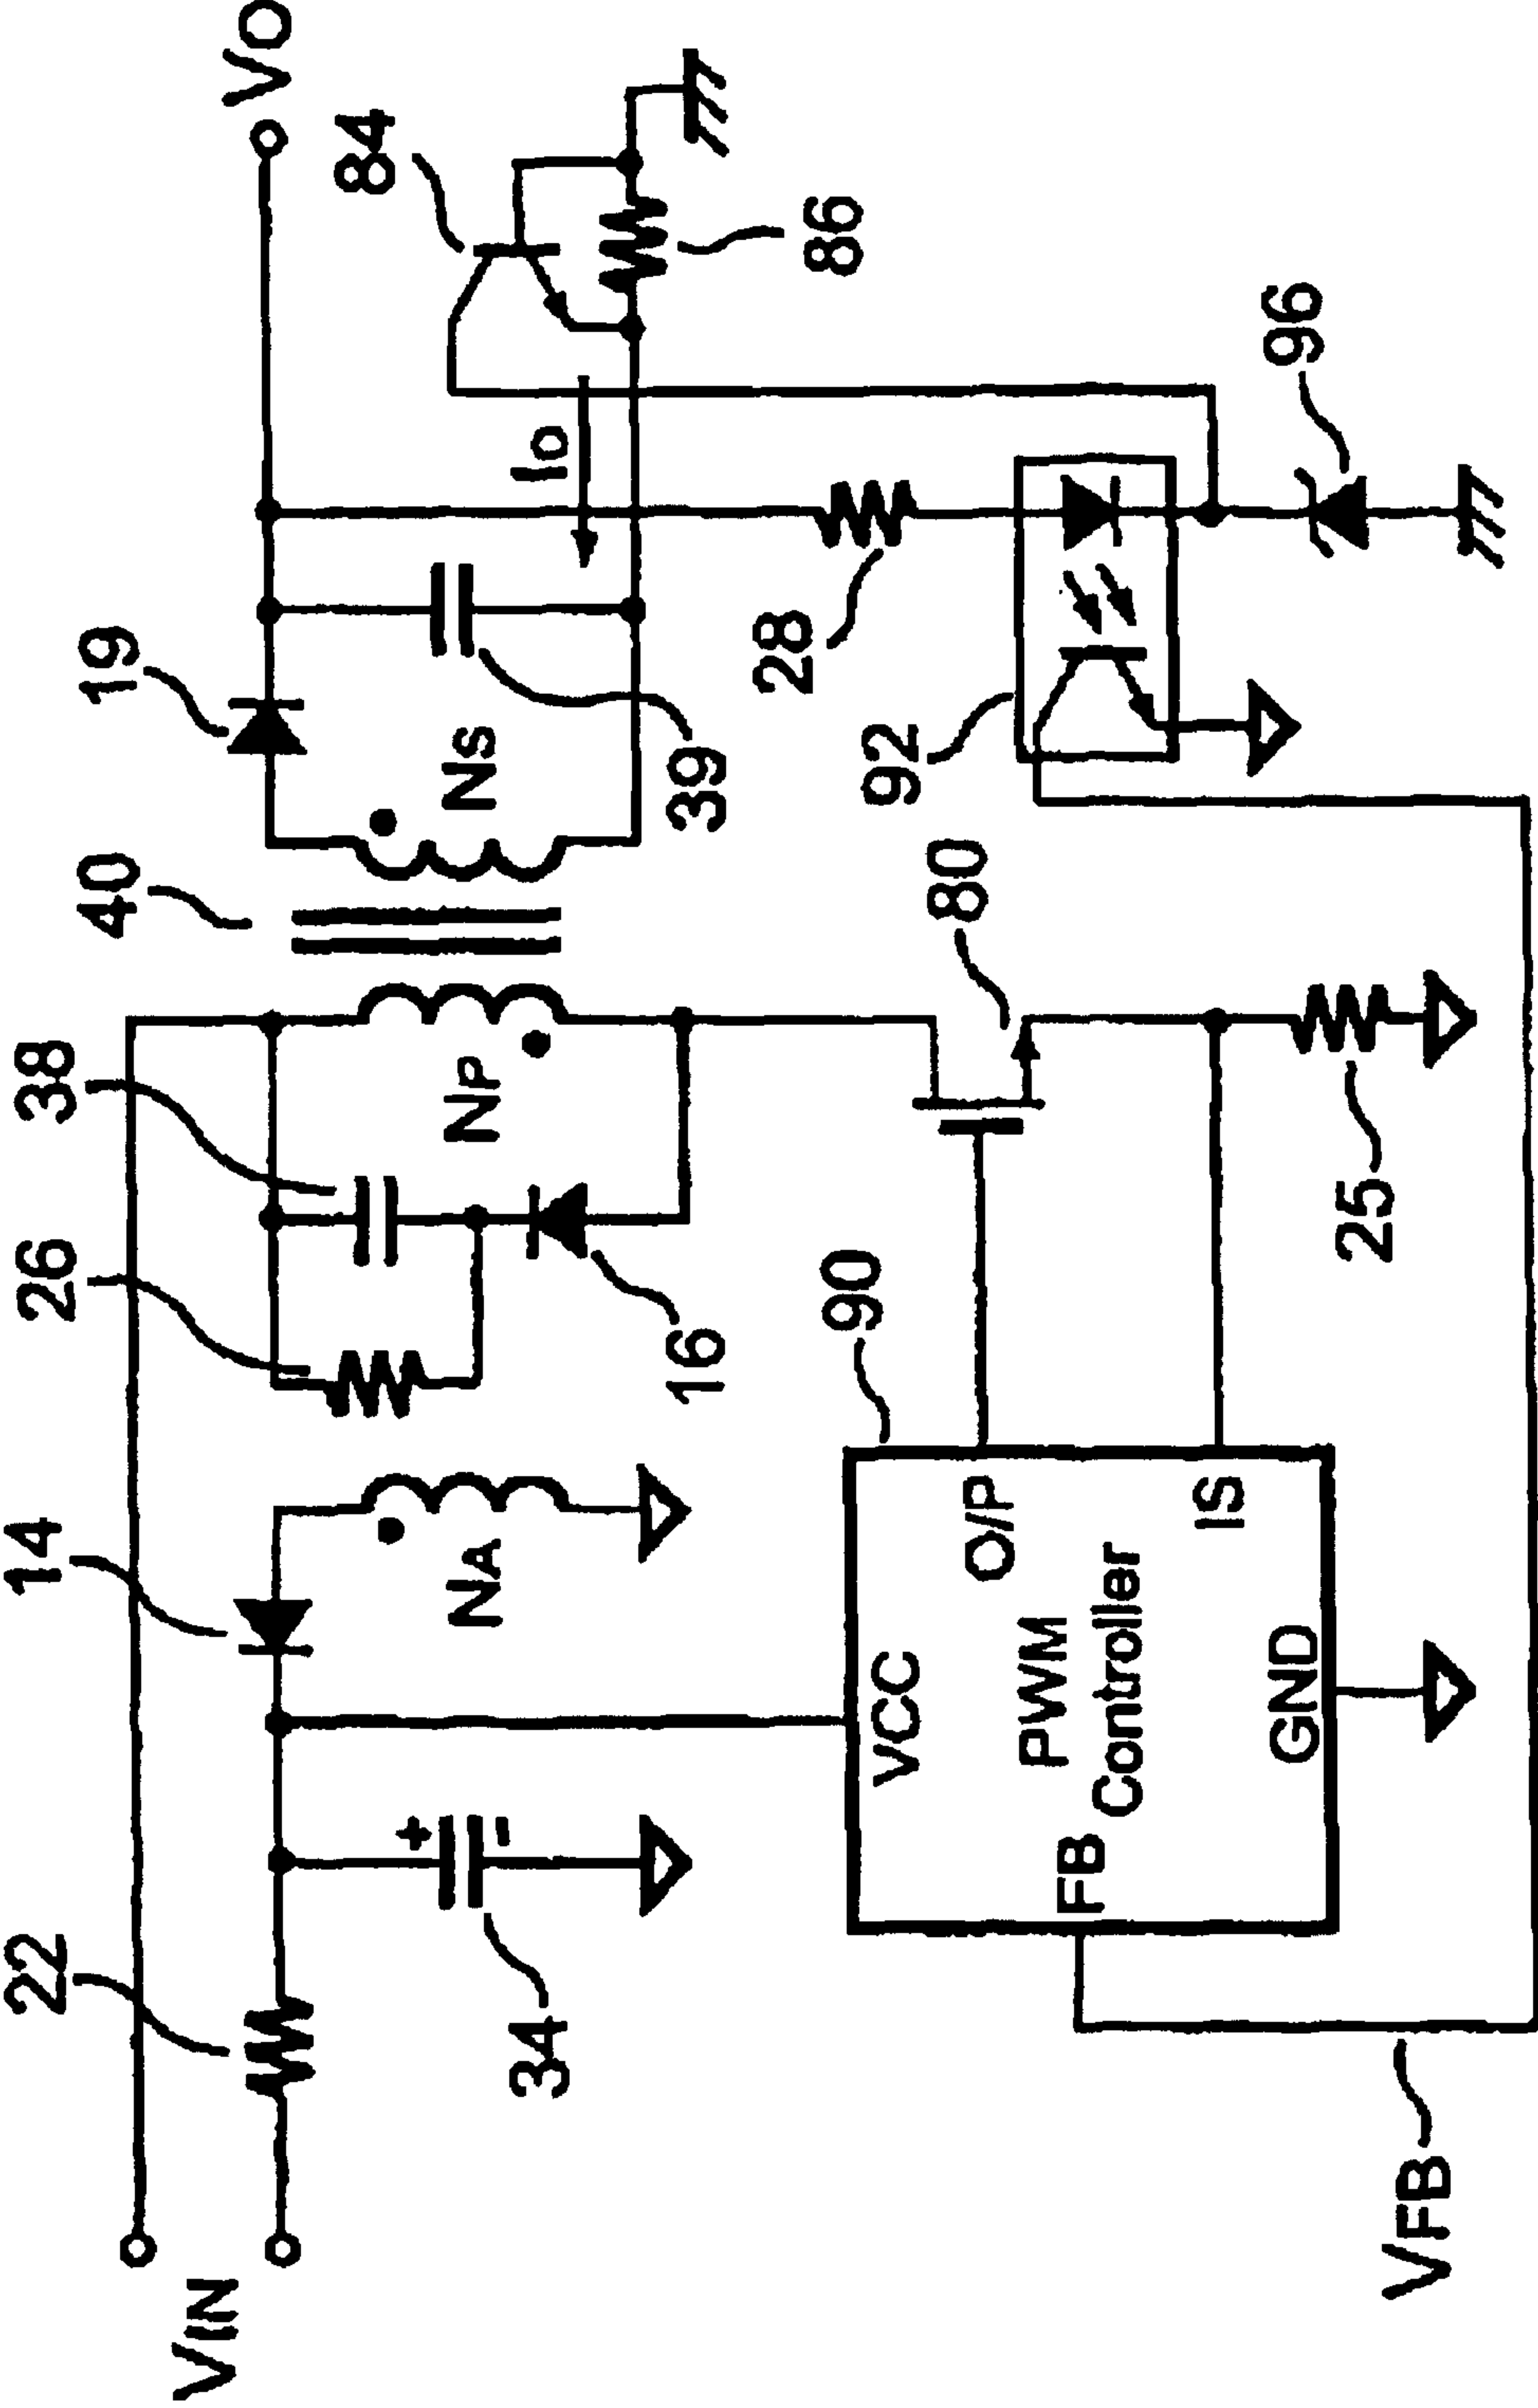 22
14
26
38
40
19
VIN
VO
84
NA
NP
NS
Io
34
16
39
28
86
+
-
90
80
92
VCC
O/P
PWM
Controller
FB
GND
IS
25
96
VFB